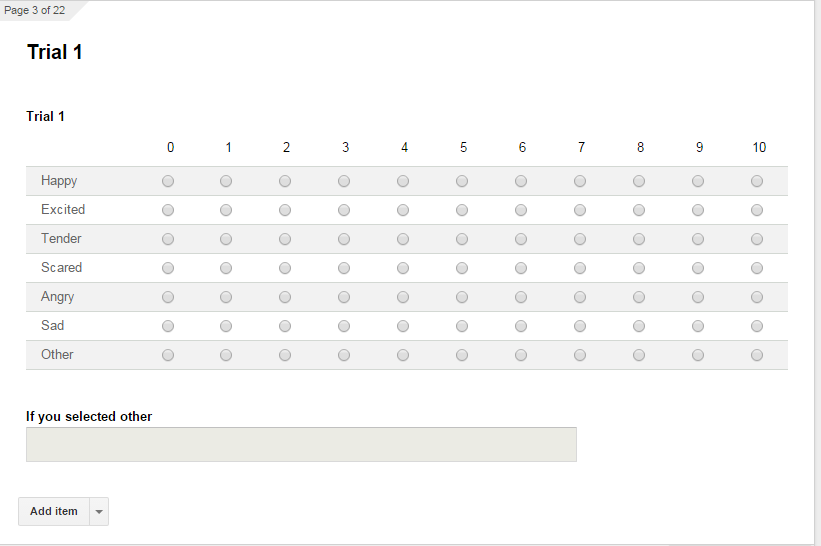 Page 3 of 22
Trial 1
Trial 1
0 1 2 3 4 5 6 7 8 9 10
Happy
Excited
Tender
Scared
Angry
Sad
Other
If you selected other
Add item